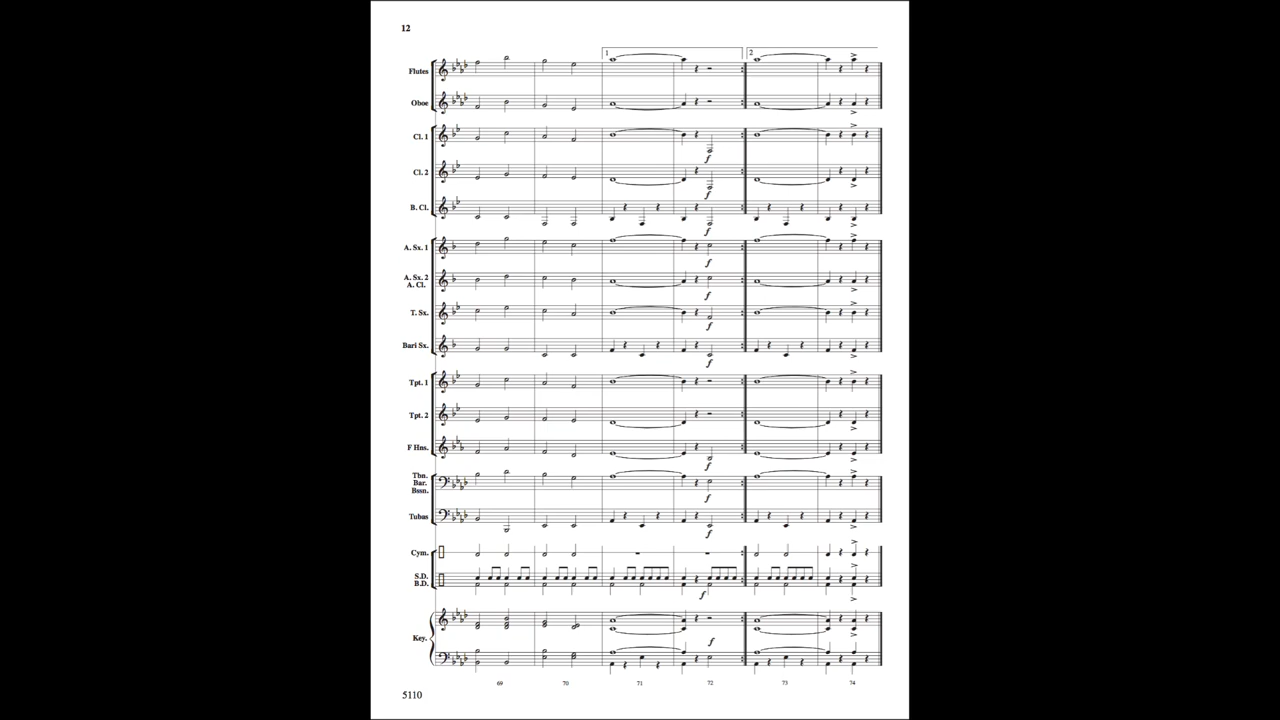 12
1
2
Flutes
Oboe
Cl. 1
f
Cl. 2
f
B. Cl.
f
A. Sx. 1
f
A. Sx. 2
A. Cl.
f
T. Sx.
f
Bari Sx.
f
Tpt. 1
Tpt. 2
F Hns.
f
Tbn.
Bar.
Bssn.
f
Tubas
f
Cym.
S.D.
B.D.
f
Key.
f
69 70 71 72 73 74
5110